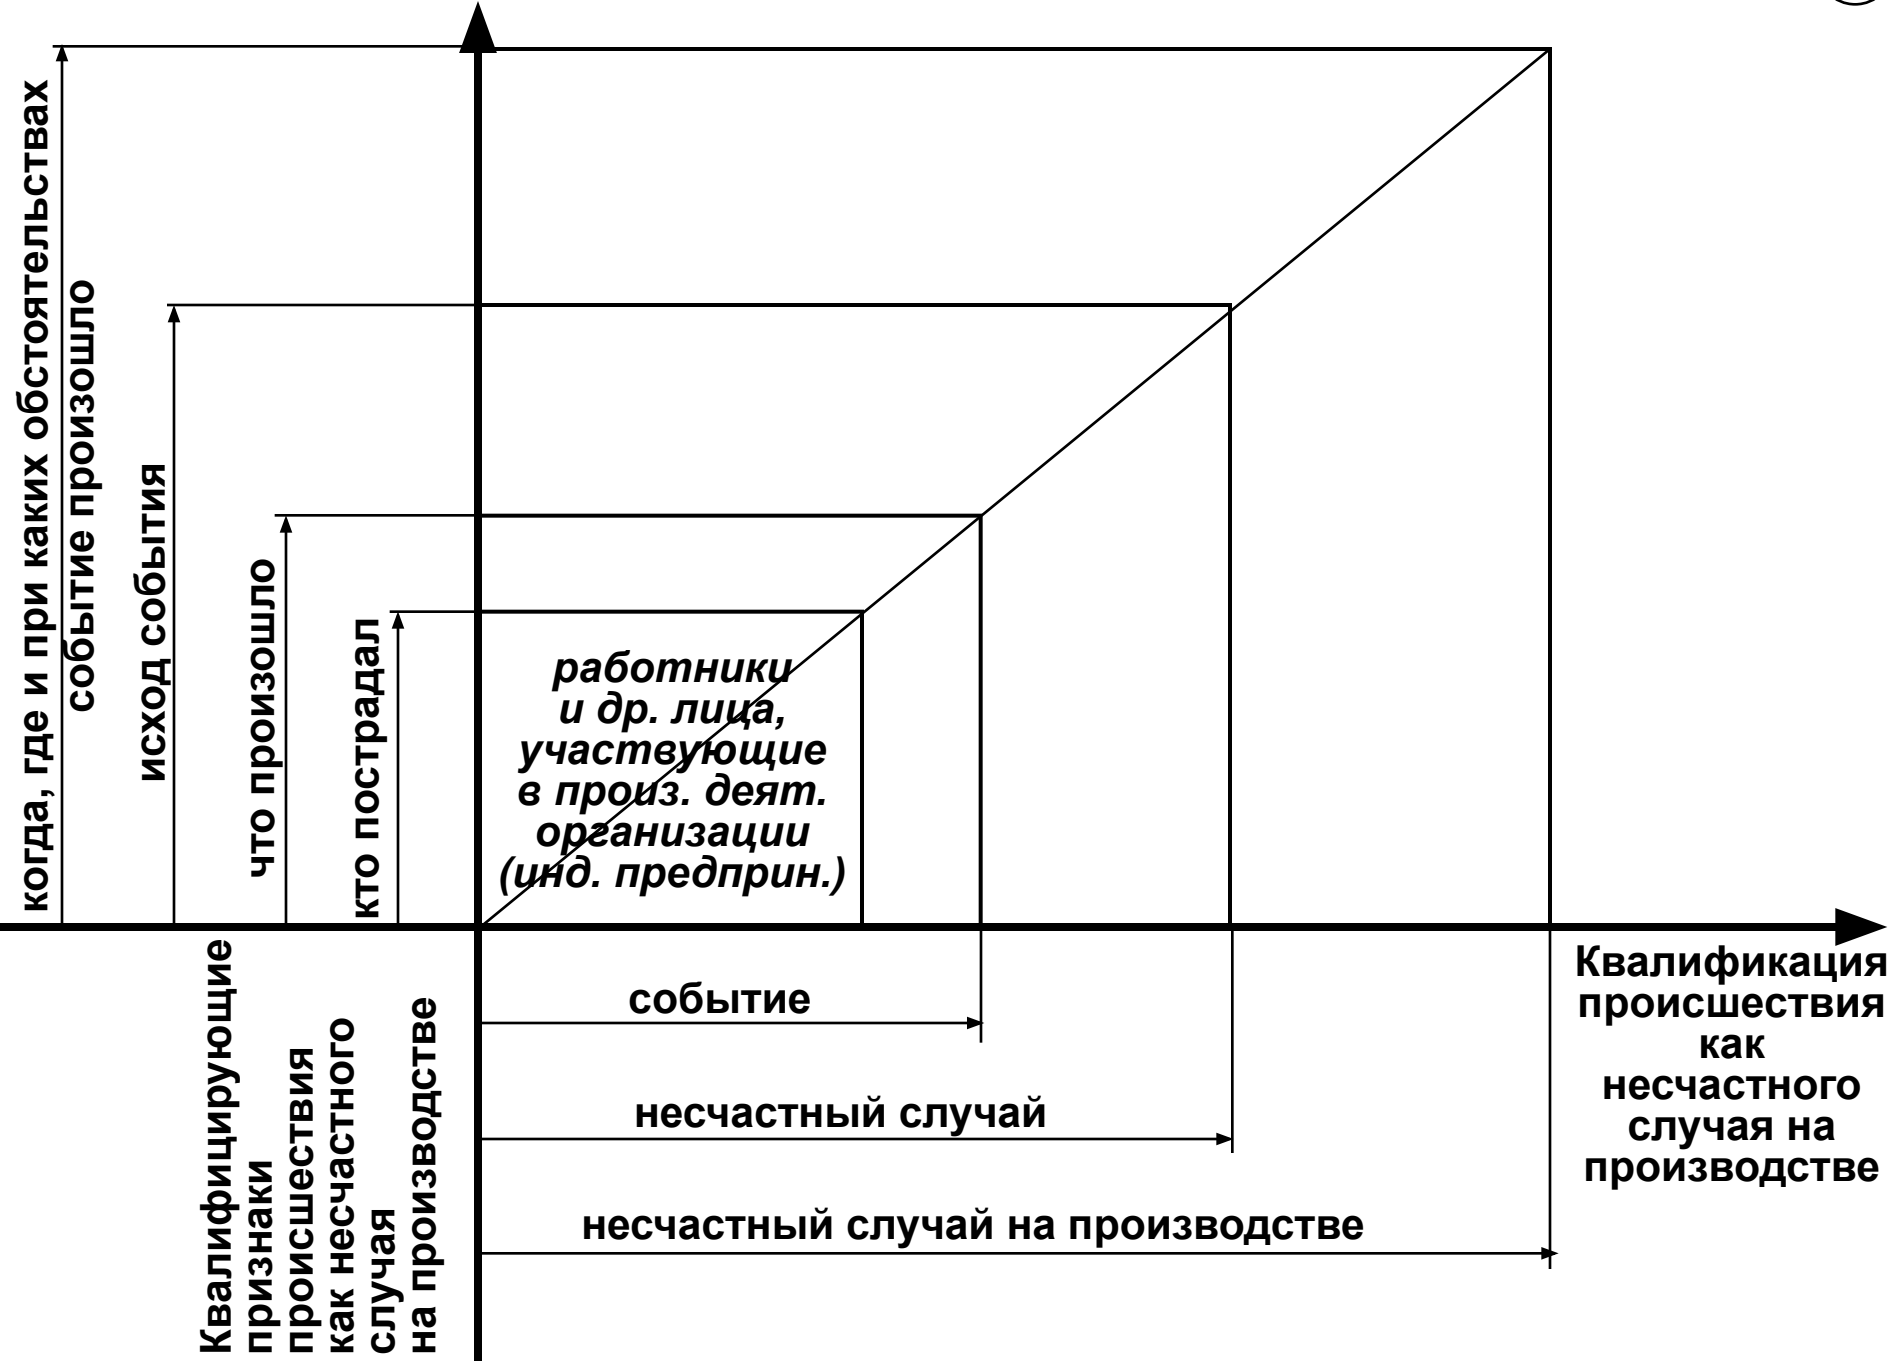 когда, где и при каких обстоятельствах
событие произошло
исход события
что произошло
кто пострадал
работники
и др. лица,
участвующие
в произ. деят.
организации
(инд. предприн.)
Квалифицирующие
признаки
происшествия
как несчастного
случая
на производстве
событие
несчастный случай
несчастный случай на производстве
Квалификация
происшествия
как
несчастного
случая на
производстве